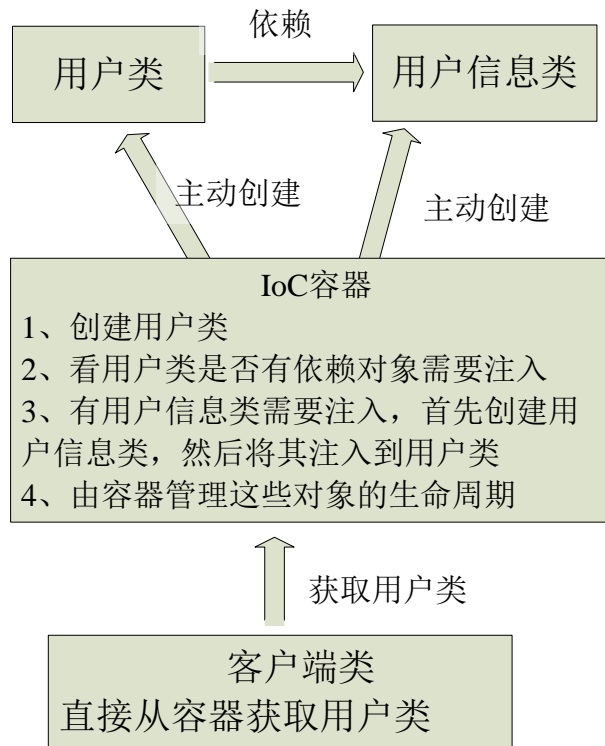 依赖
用户类
用户信息类
主动创建
主动创建
IoC容器
1、创建用户类
2、看用户类是否有依赖对象需要注入
3、有用户信息类需要注入，首先创建用
户信息类，然后将其注入到用户类
4、由容器管理这些对象的生命周期
获取用户类
客户端类
直接从容器获取用户类